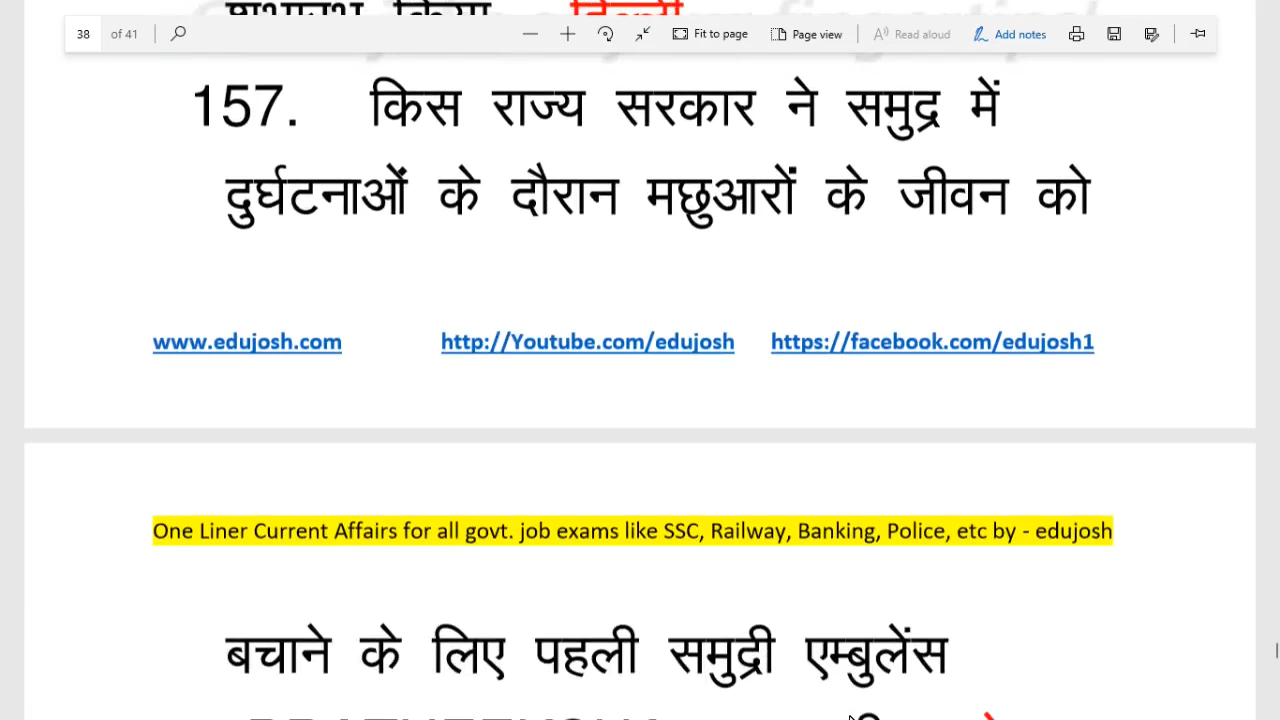 शुभारंभ किया दिल्ली
38 of 41 Fit to page Page view Read aloud Add notes
157. किस राज्य सरकार ने समुद्र में
दुर्घटनाओं के दौरान मछुआरों के जीवन को
www.edujosh.com http://Youtube.com/edujosh https://facebook.com/edujosh1
One Liner Current Affairs for all govt. job exams like SSC, Railway, Banking, Police, etc by - edujosh
बचाने के लिए पहली समुद्री एम्बुलेंस